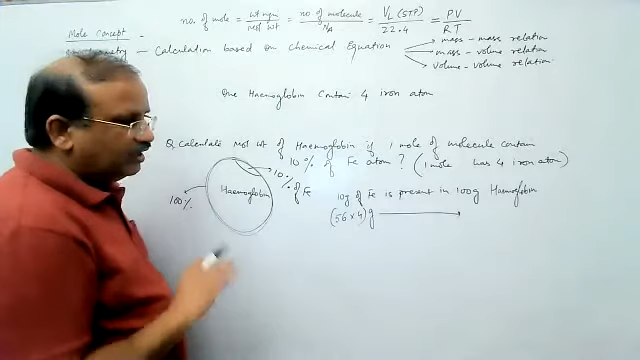 Mole Concept -
no. of mole = wt given / mol wt = no. of molecule / NA = VL (STP) / 22.4 = PV / RT
- Calculation based on Chemical Equation
mass - mass relation
mass - volume relation
volume - volume relation
One Haemoglobin Contain 4 iron atom
Q Calculate mol wt of Haemoglobin if 1 mole of molecule contain
10 % of Fe atom ? (1 mole has 4 iron atom)
Haemoglobin
10 % of Fe
100 %
10g of Fe is present in 100g Haemoglobin
(56 × 4) g